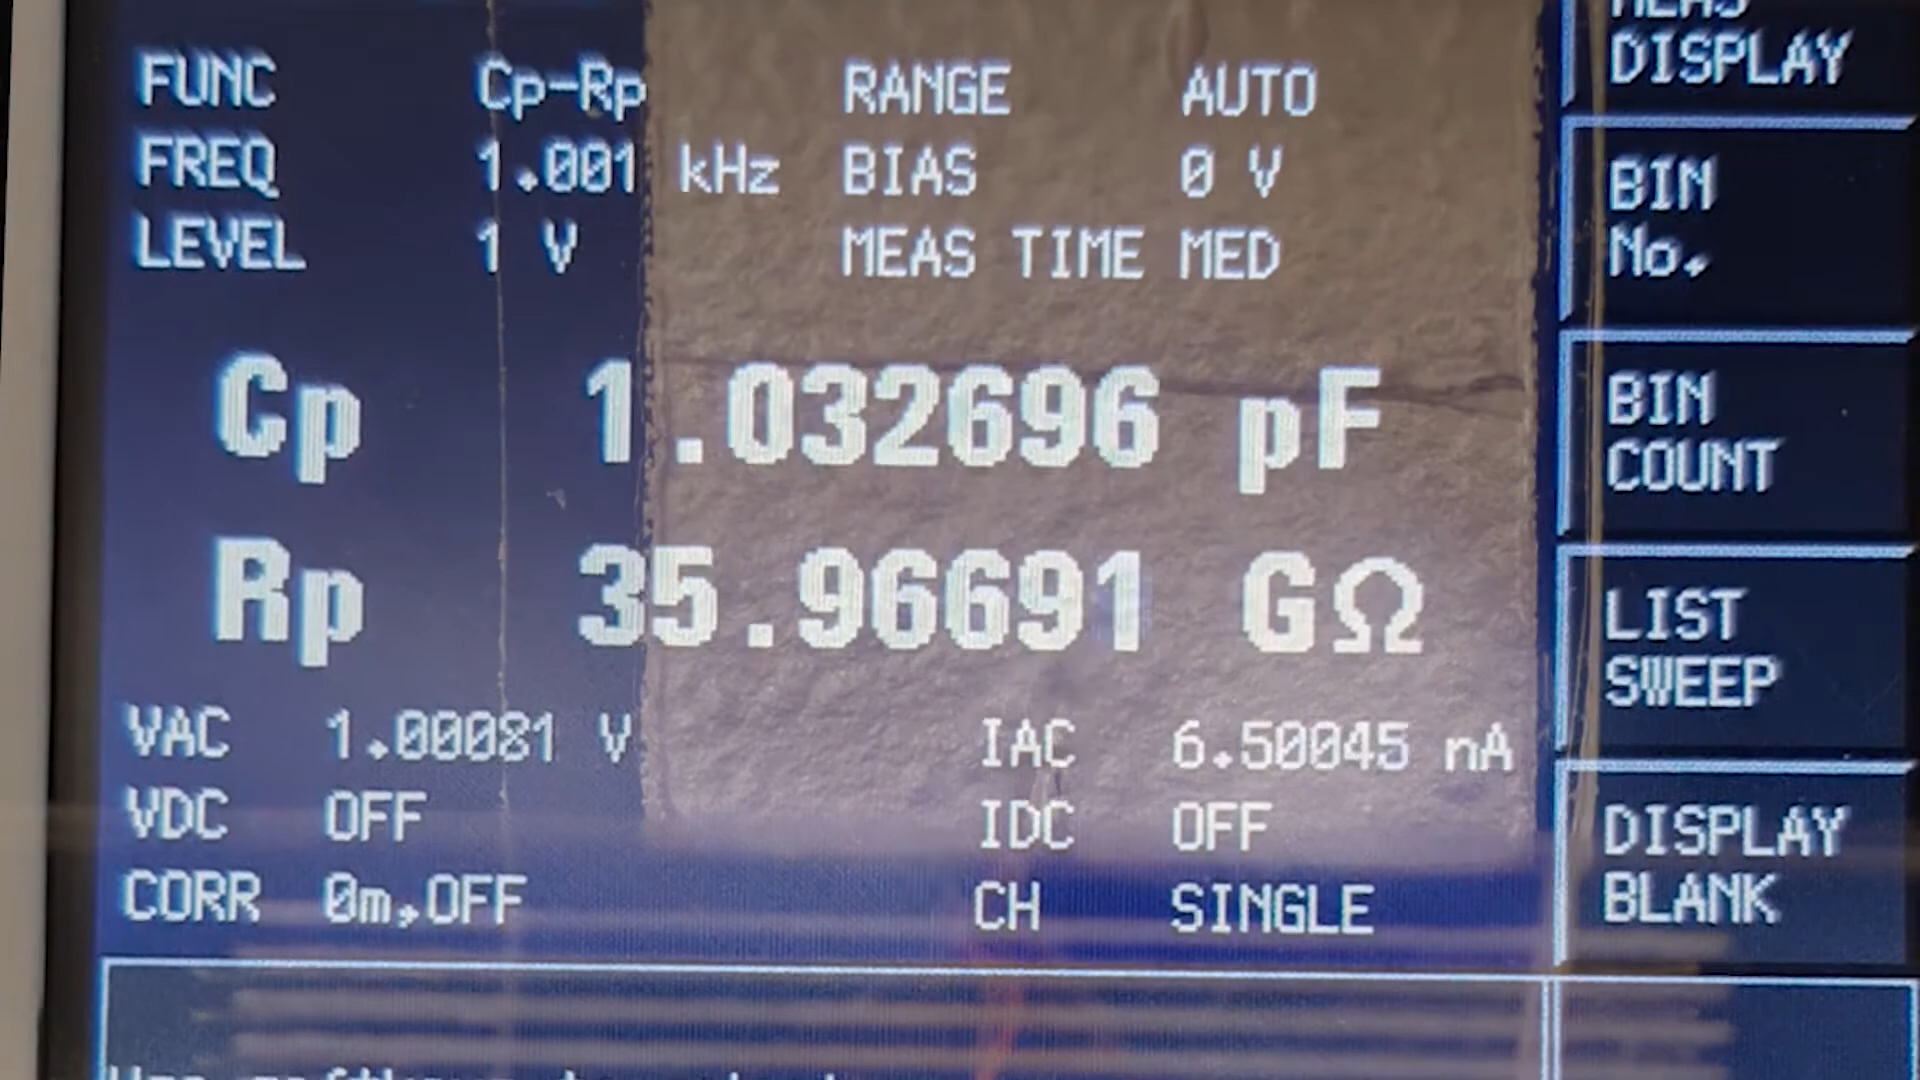 FUNC Cp-Rp RANGE AUTO
FREQ 1.001 kHz BIAS 0 V
LEVEL 1 V MEAS TIME MED
Cp 1.032696 pF
Rp 35.96691 GΩ
VAC 1.00081 V IAC 6.50045 nA
VDC OFF IDC OFF
CORR 0m,OFF CH SINGLE
MEAS
DISPLAY
BIN
No.
BIN
COUNT
LIST
SWEEP
DISPLAY
BLANK